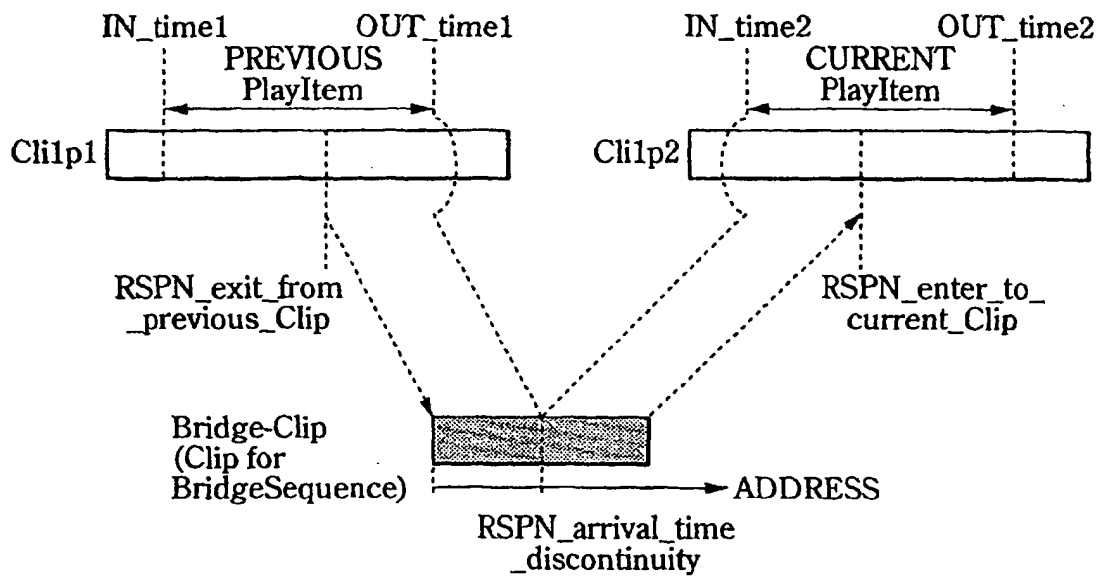 IN_time1
OUT_time1
IN_time2
OUT_time2
PREVIOUS
PlayItem
CURRENT
PlayItem
Cli1p1
Cli1p2
RSPN_exit_from
_previous_Clip
RSPN_enter_to_
current_Clip
Bridge-Clip
(Clip for
BridgeSequence)
ADDRESS
RSPN_arrival_time
_discontinuity